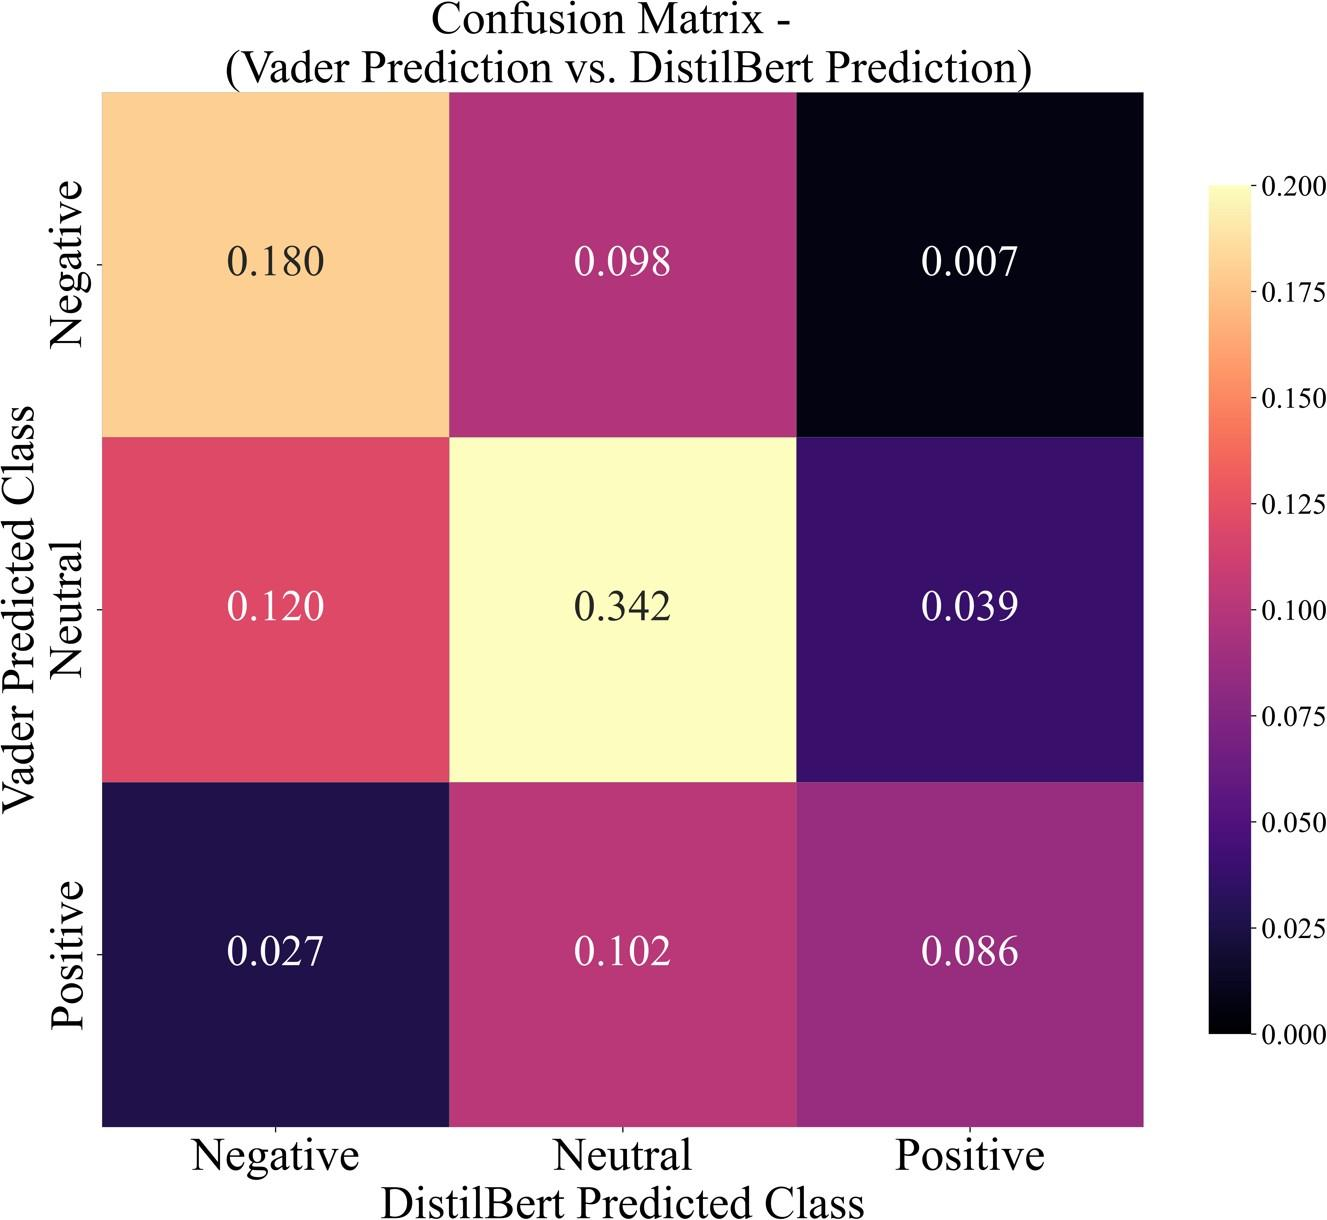 Confusion Matrix -
(Vader Prediction vs. DistilBert Prediction)
Vader Predicted Class
Negative
0.180 0.098 0.007
Neutral
0.120 0.342 0.039
Positive
0.027 0.102 0.086
Negative Neutral Positive
DistilBert Predicted Class
0.200
0.175
0.150
0.125
0.100
0.075
0.050
0.025
0.000